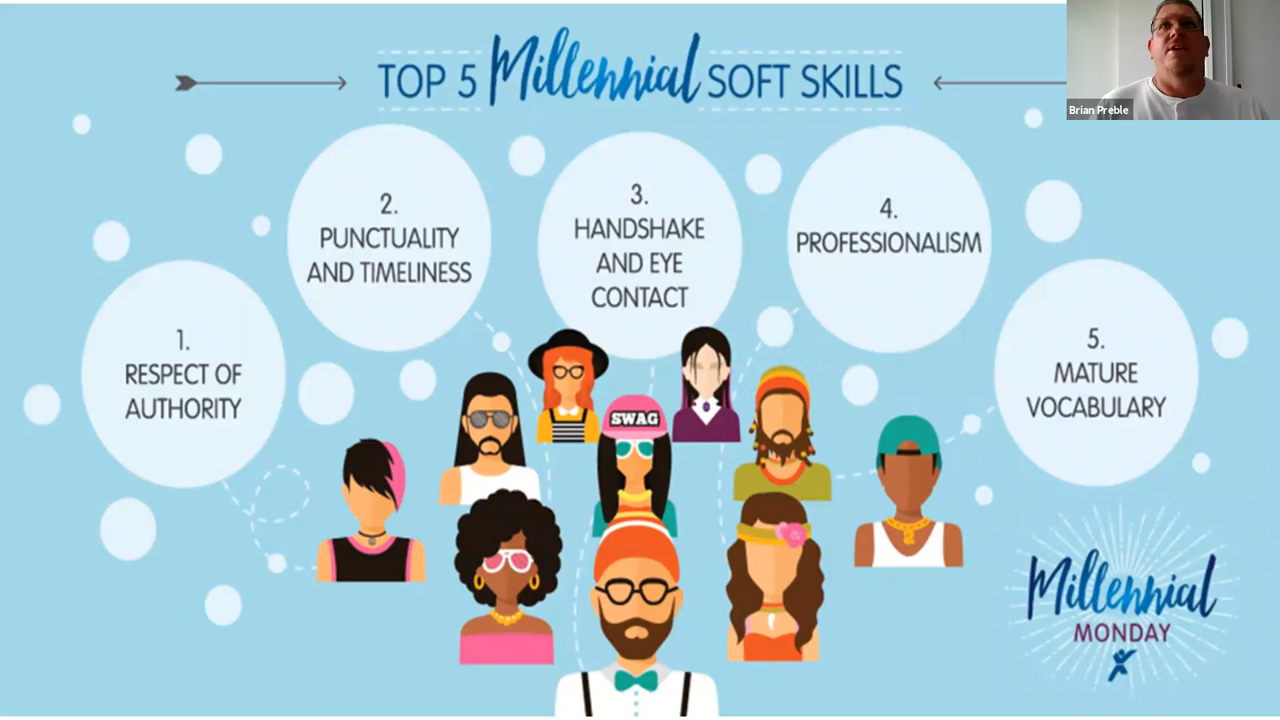 TOP 5 Millennial SOFT SKILLS
Brian Preble
1.
RESPECT OF
AUTHORITY
2.
PUNCTUALITY
AND TIMELINESS
3.
HANDSHAKE
AND EYE
CONTACT
4.
PROFESSIONALISM
5.
MATURE
VOCABULARY
SWAG
Millennial
MONDAY